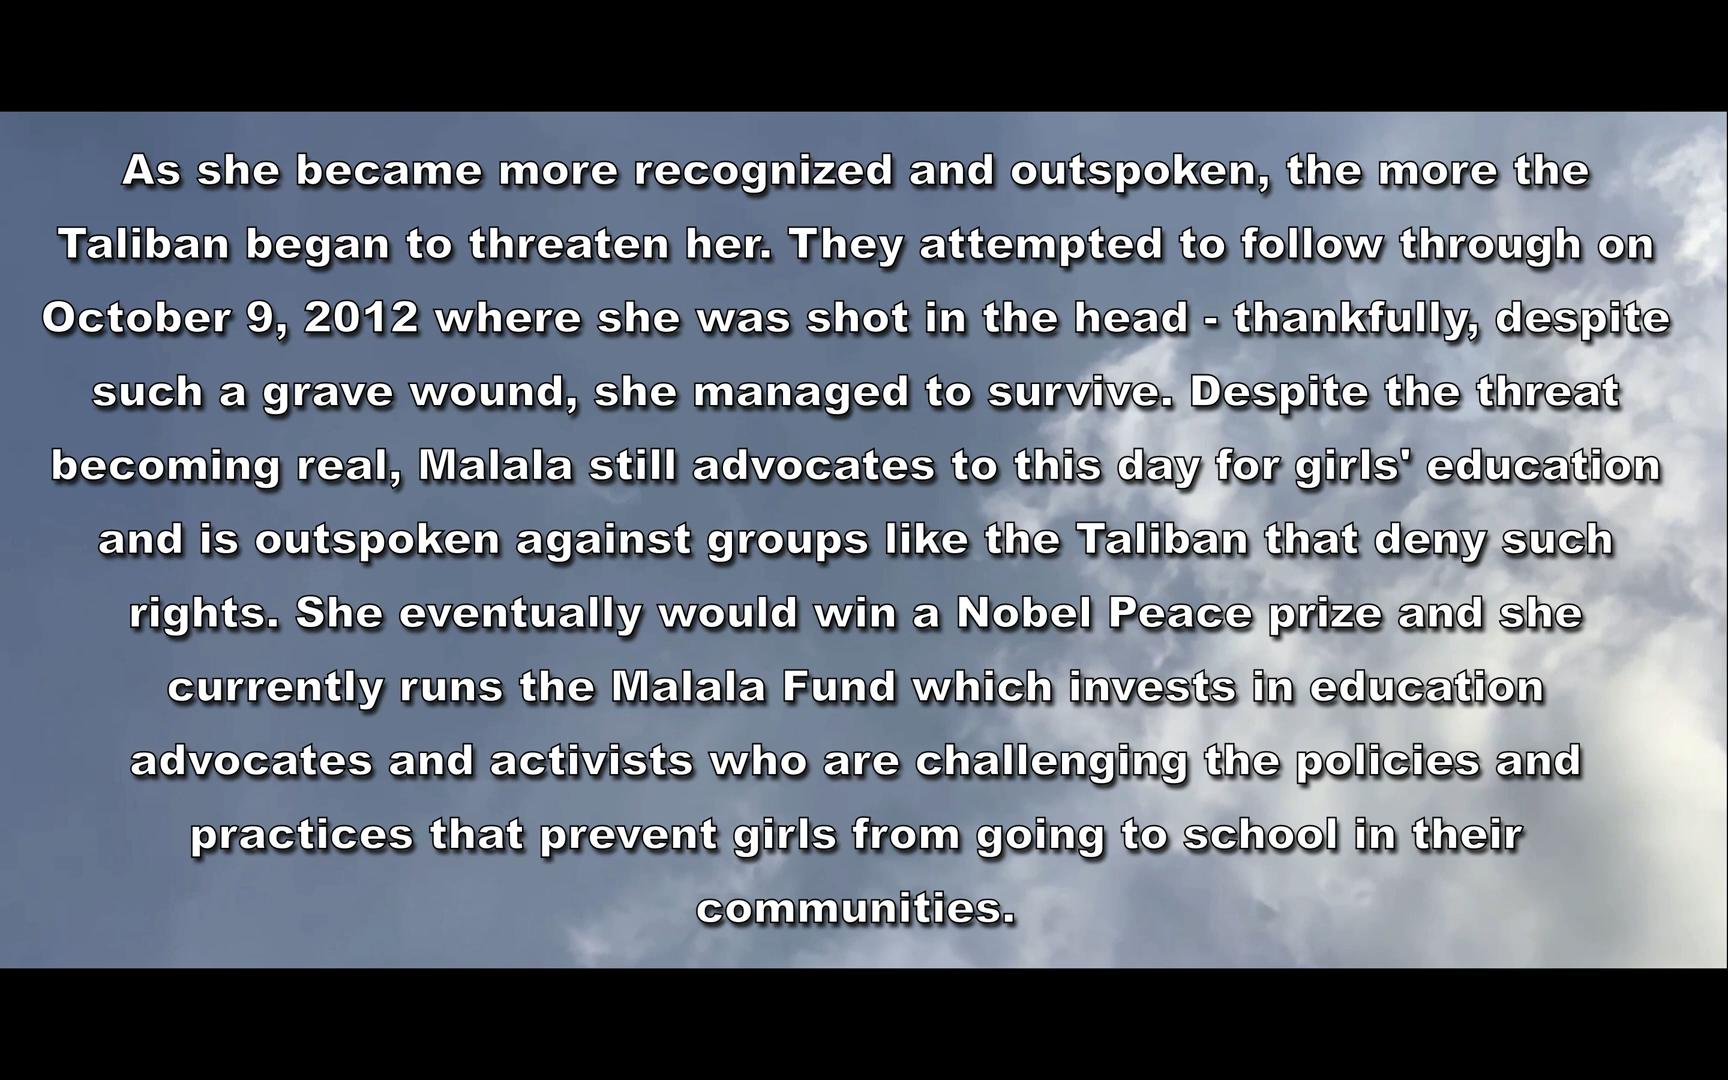 As she became more recognized and outspoken, the more the
Taliban began to threaten her. They attempted to follow through on
October 9, 2012 where she was shot in the head - thankfully, despite
such a grave wound, she managed to survive. Despite the threat
becoming real, Malala still advocates to this day for girls' education
and is outspoken against groups like the Taliban that deny such
rights. She eventually would win a Nobel Peace prize and she
currently runs the Malala Fund which invests in education
advocates and activists who are challenging the policies and
practices that prevent girls from going to school in their
communities.